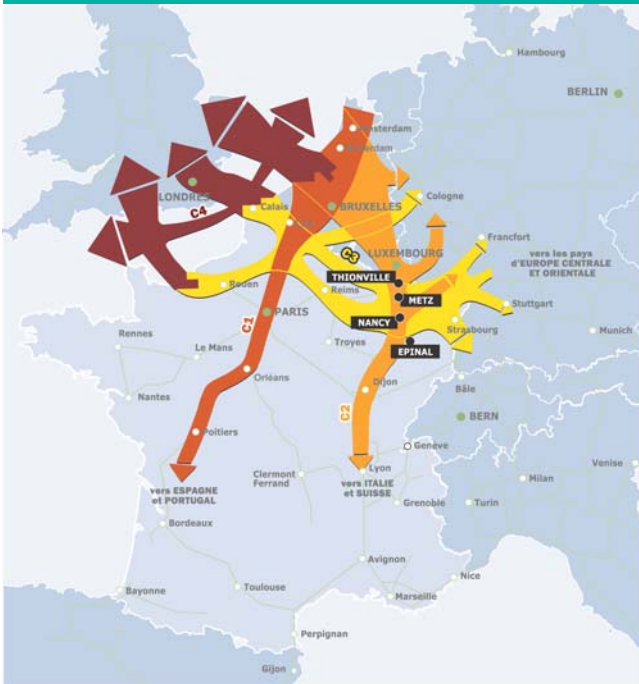 Hambourg
BERLIN
Amsterdam
LONDRES
C4
Calais
BRUXELLES
Cologne
Francfort
C3
LUXEMBOURG
vers les pays
d'EUROPE CENTRALE
ET ORIENTALE
THIONVILLE
Rouen
Reims
METZ
Stuttgart
PARIS
NANCY
Strasbourg
C1
Rennes
Troyes
EPINAL
Munich
Le Mans
Orléans
Dijon
Bâle
Nantes
C2
BERN
Poitiers
Genève
Clermont
Ferrand
Lyon
Venise
vers ESPAGNE
et PORTUGAL
vers ITALIE
et SUISSE
Milan
Grenoble
Turin
Bordeaux
Avignon
Nice
Bayonne
Toulouse
Marseille
Perpignan
Gijon